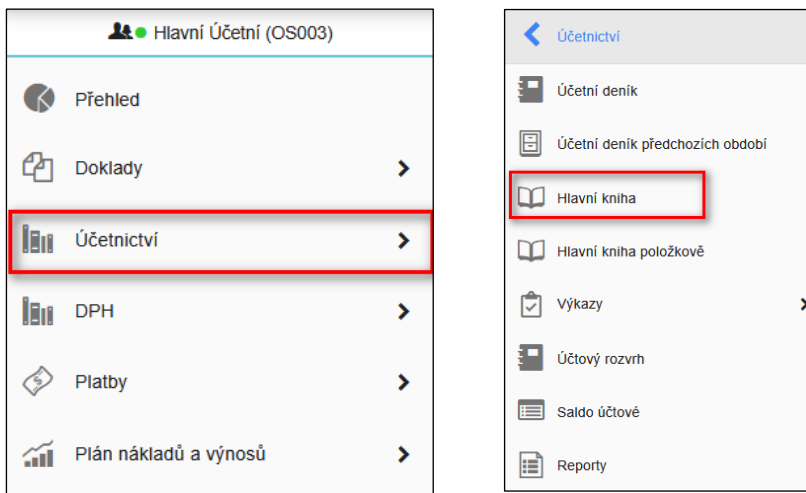 Hlavní Účetní (OS003)
Přehled
Doklady
Účetnictví
DPH
Platby
Plán nákladů a výnosů
Účetnictví
Účetní deník
Účetní deník předchozích období
Hlavní kniha
Hlavní kniha položkově
Výkazy
Účtový rozvrh
Saldo účtové
Reporty